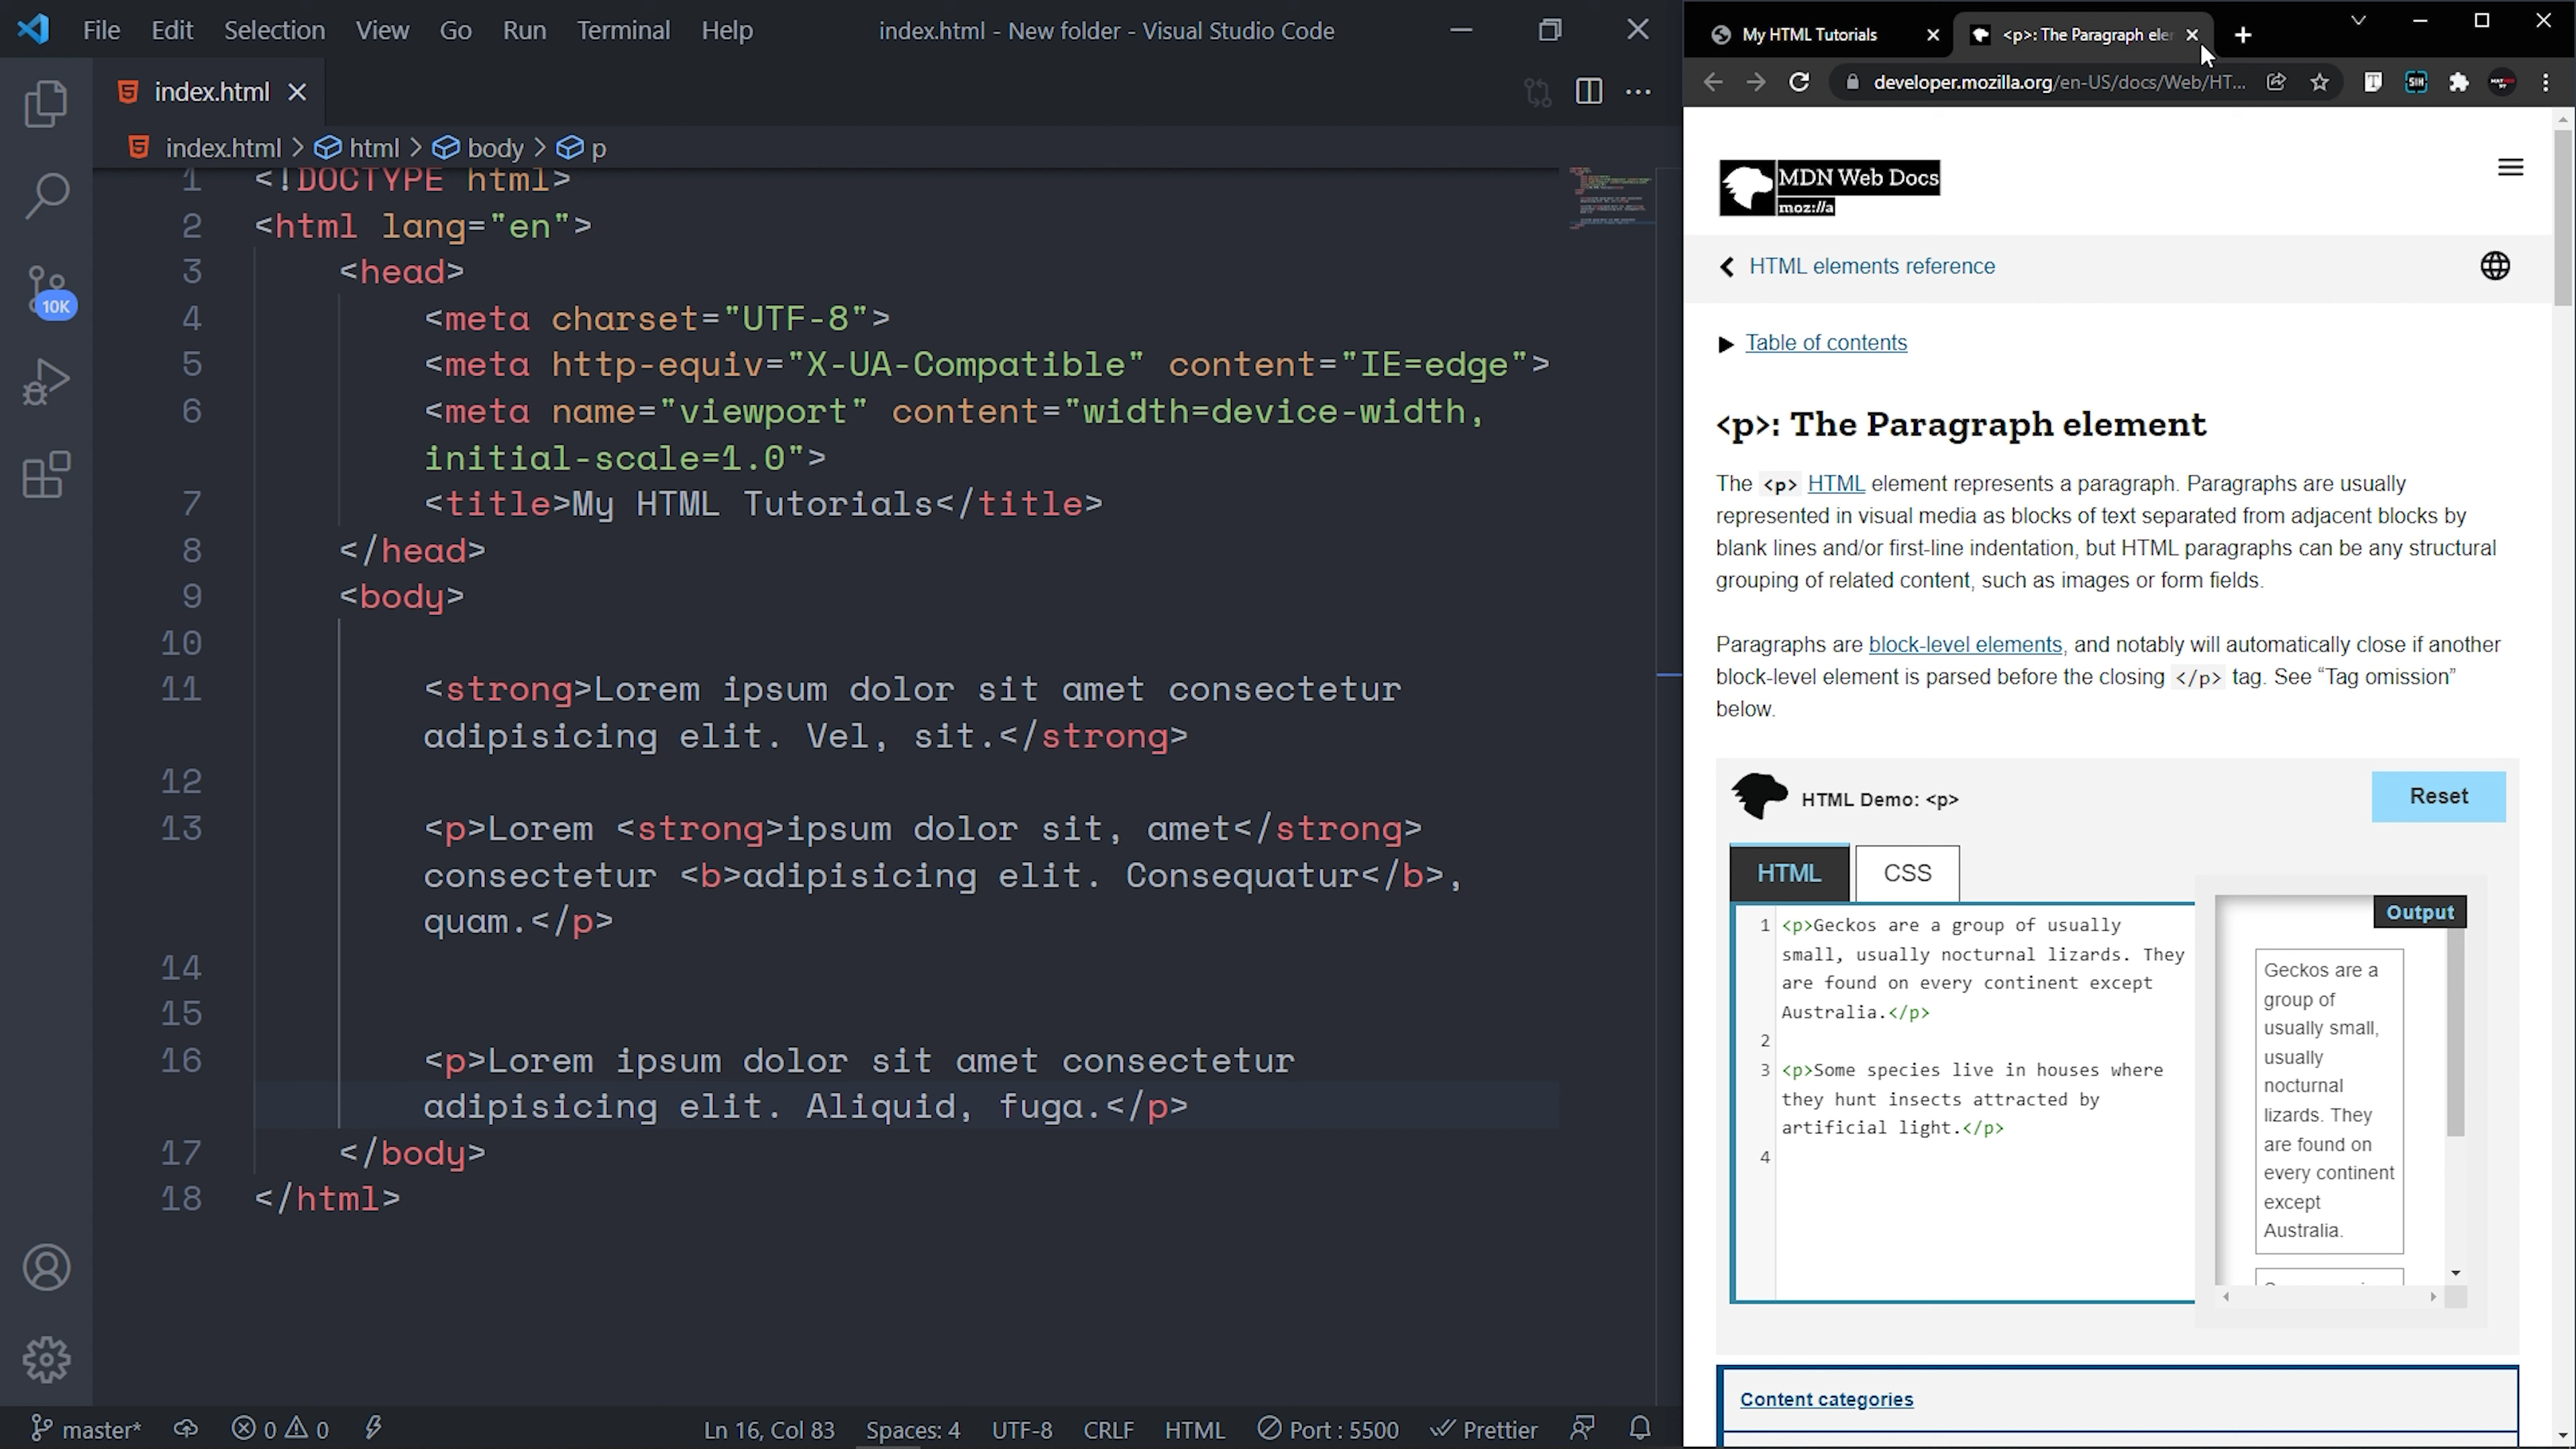 File Edit Selection View Go Run Terminal Help index.html - New folder - Visual Studio Code
index.html
index.html > html > body > p
1 <!DOCTYPE html>
2 <html lang="en">
3 <head>
4 <meta charset="UTF-8">
5 <meta http-equiv="X-UA-Compatible" content="IE=edge">
6 <meta name="viewport" content="width=device-width,
initial-scale=1.0">
7 <title>My HTML Tutorials</title>
8 </head>
9 <body>
10
11 <strong>Lorem ipsum dolor sit amet consectetur
adipisicing elit. Vel, sit.</strong>
12
13 <p>Lorem <strong>ipsum dolor sit, amet</strong>
consectetur <b>adipisicing elit. Consequatur</b>,
quam.</p>
14
15
16 <p>Lorem ipsum dolor sit amet consectetur
adipisicing elit. Aliquid, fuga.</p>
17 </body>
18 </html>
10K
master* 0 0 Ln 16, Col 83 Spaces: 4 UTF-8 CRLF HTML Port : 5500 Prettier
My HTML Tutorials <p>: The Paragraph ele
developer.mozilla.org/en-US/docs/Web/HT...
MDN Web Docs
moz://a
HTML elements reference
Table of contents
<p>: The Paragraph element
The <p> HTML element represents a paragraph. Paragraphs are usually
represented in visual media as blocks of text separated from adjacent blocks by
blank lines and/or first-line indentation, but HTML paragraphs can be any structural
grouping of related content, such as images or form fields.
Paragraphs are block-level elements, and notably will automatically close if another
block-level element is parsed before the closing </p> tag. See “Tag omission”
below.
HTML Demo: <p> Reset
HTML CSS
1 <p>Geckos are a group of usually
small, usually nocturnal lizards. They
are found on every continent except
Australia.</p>
2
3 <p>Some species live in houses where
they hunt insects attracted by
artificial light.</p>
4
Output
Geckos are a
group of
usually small,
usually
nocturnal
lizards. They
are found on
every continent
except
Australia.
Content categories